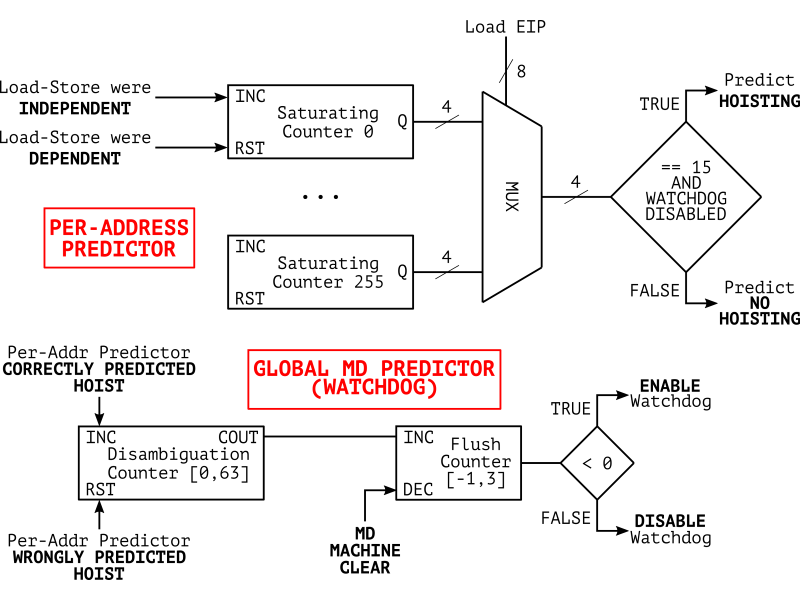 Load EIP
8
Load-Store were
INDEPENDENT
INC
Saturating
Counter 0
Q
RST
4
Load-Store were
DEPENDENT
MUX
4
TRUE
Predict
HOISTING
== 15
AND
WATCHDOG
DISABLED
FALSE
Predict
NO
HOISTING
...
PER-ADDRESS
PREDICTOR
INC
Saturating
Counter 255
Q
RST
4
GLOBAL MD PREDICTOR
(WATCHDOG)
Per-Addr Predictor
CORRECTLY PREDICTED
HOIST
INC
COUT
Disambiguation
Counter [0,63]
RST
Per-Addr Predictor
WRONGLY PREDICTED
HOIST
INC
Flush
Counter
[-1,3]
DEC
MD
MACHINE
CLEAR
< 0
TRUE
ENABLE
Watchdog
FALSE
DISABLE
Watchdog